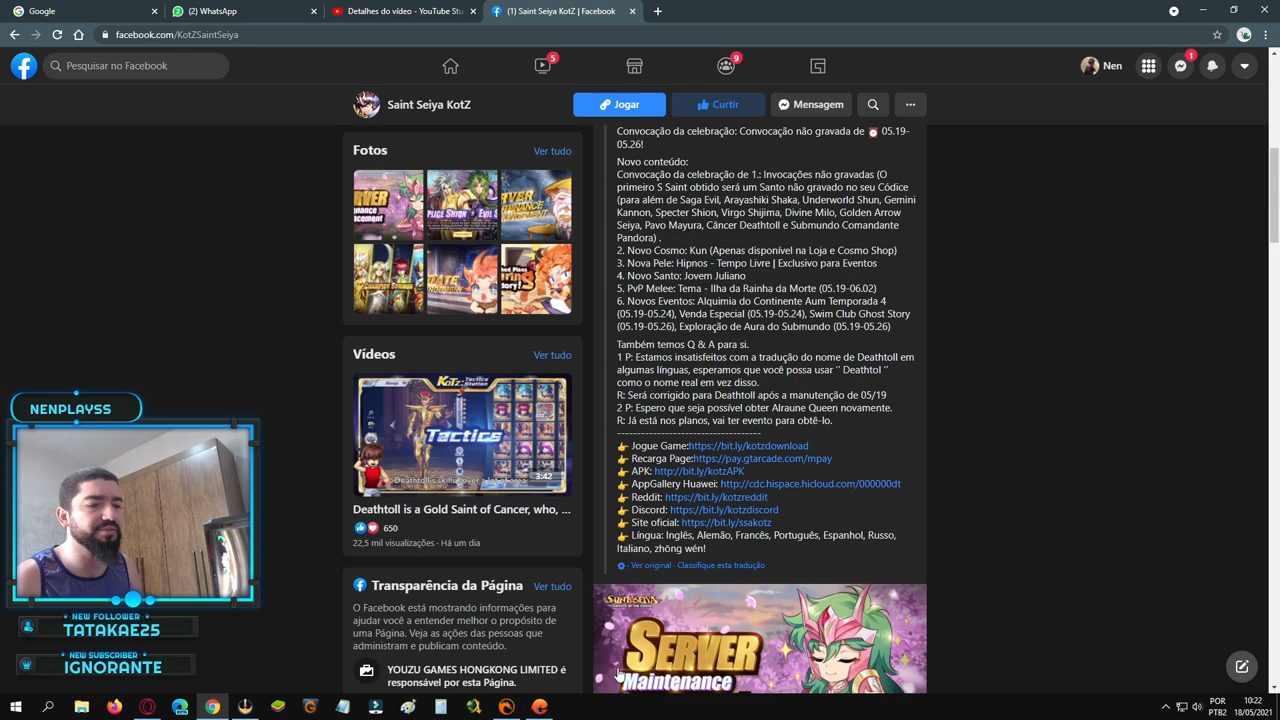 Google
(2) WhatsApp
Detalhes do vídeo - YouTube Stu
(1) Saint Seiya KotZ | Facebook
facebook.com/KotZSaintSeiya
Pesquisar no Facebook
5
9
Nen
1
Saint Seiya KotZ
Jogar
Curtir
Mensagem
Fotos
Ver tudo
Vídeos
Ver tudo
KOTZ Tactics Station
Tactics
Deathtoll's skills cover a lot of area
3:42
Deathtoll is a Gold Saint of Cancer, who, ...
650
22,5 mil visualizações · Há um dia
Transparência da Página
Ver tudo
O Facebook está mostrando informações para
ajudar você a entender melhor o propósito de
uma Página. Veja as ações das pessoas que
administram e publicam conteúdo.
YOUZU GAMES HONGKONG LIMITED é
responsável por esta Página.
Convocação da celebração: Convocação não gravada de ⏰ 05.19-
05.26!
Novo conteúdo:
Convocação da celebração de 1.: Invocações não gravadas (O
primeiro S Saint obtido será um Santo não gravado no seu Códice
(para além de Saga Evil, Arayashiki Shaka, Underworld Shun, Gemini
Kannon, Specter Shion, Virgo Shijima, Divine Milo, Golden Arrow
Seiya, Pavo Mayura, Câncer Deathtoll e Submundo Comandante
Pandora) .
2. Novo Cosmo: Kun (Apenas disponível na Loja e Cosmo Shop)
3. Nova Pele: Hipnos - Tempo Livre | Exclusivo para Eventos
4. Novo Santo: Jovem Juliano
5. PvP Melee: Tema - Ilha da Rainha da Morte (05.19-06.02)
6. Novos Eventos: Alquimia do Continente Aum Temporada 4
(05.19-05.24), Venda Especial (05.19-05.24), Swim Club Ghost Story
(05.19-05.26), Exploração de Aura do Submundo (05.19-05.26)
Também temos Q & A para si.
1 P: Estamos insatisfeitos com a tradução do nome de Deathtoll em
algumas línguas, esperamos que você possa usar '' Deathtol ''
como o nome real em vez disso.
R: Será corrigido para Deathtoll após a manutenção de 05/19
2 P: Espero que seja possível obter Alraune Queen novamente.
R: Já está nos planos, vai ter evento para obtê-lo.
------------------------------------
👉 Jogue Game:https://bit.ly/kotzdownload
👉 Recarga Page:https://pay.gtarcade.com/mpay
👉 APK: http://bit.ly/kotzAPK
👉 AppGallery Huawei: http://cdc.hispace.hicloud.com/000000dt
👉 Reddit: https://bit.ly/kotzreddit
👉 Discord: https://bit.ly/kotzdiscord
👉 Site oficial: https://bit.ly/ssakotz
👉 Língua: Inglês, Alemão, Francês, Português, Espanhol, Russo,
Italiano, zhōng wén!
· Ver original · Classifique esta tradução
SAINT SEIYA
SERVER
Maintenance
NENPLAYSS
NEW FOLLOWER
TATAKAE25
NEW SUBSCRIBER
IGNORANTE
POR
PTB2
10:22
18/05/2021